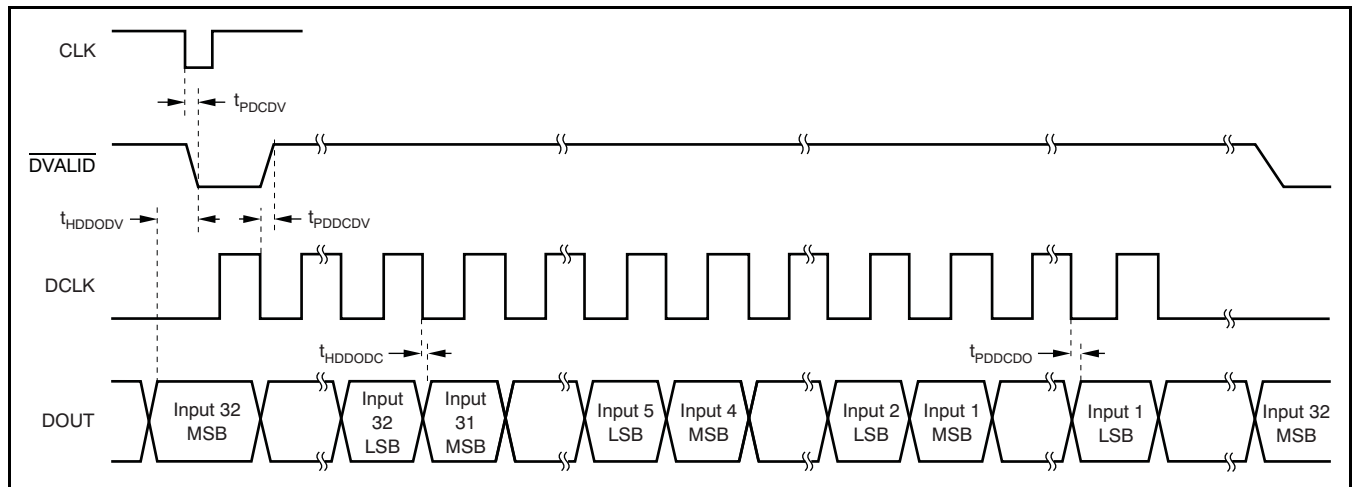 CLK
tPDCDV
DVALID
tHDDODV
tPDDCDV
DCLK
tHDDODC
tPDDCDO
DOUT
Input 32
MSB
Input
32
LSB
Input
31
MSB
Input 5
LSB
Input 4
MSB
Input 2
LSB
Input 1
MSB
Input 1
LSB
Input 32
MSB